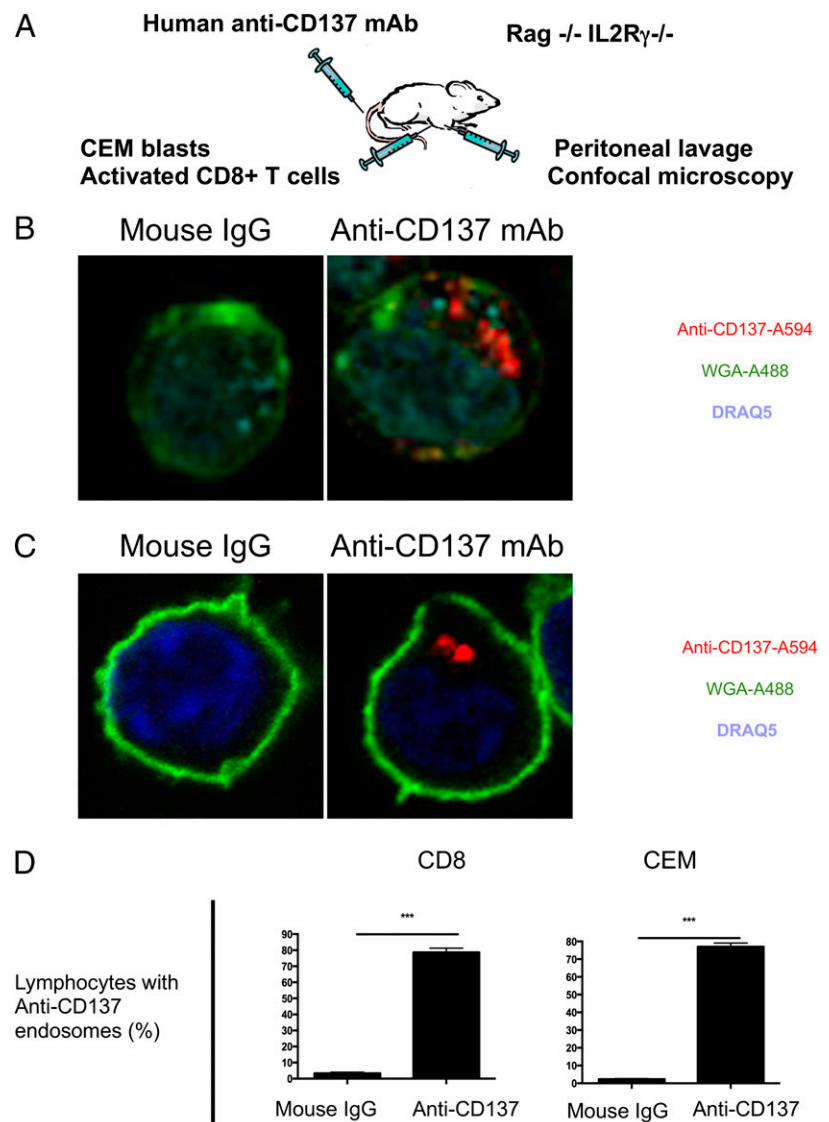 A
Human anti-CD137 mAb
Rag -/- IL2Rγ-/-
CEM blasts
Activated CD8+ T cells
Peritoneal lavage
Confocal microscopy
B
Mouse IgG
Anti-CD137 mAb
Anti-CD137-A594
WGA-A488
DRAQ5
C
Mouse IgG
Anti-CD137 mAb
Anti-CD137-A594
WGA-A488
DRAQ5
D
CD8
CEM
Lymphocytes with
Anti-CD137
endosomes (%)
***
90
80
70
60
50
40
30
20
10
0
Mouse IgG
Anti-CD137
***
80
70
60
50
40
30
20
10
0
Mouse IgG
Anti-CD137